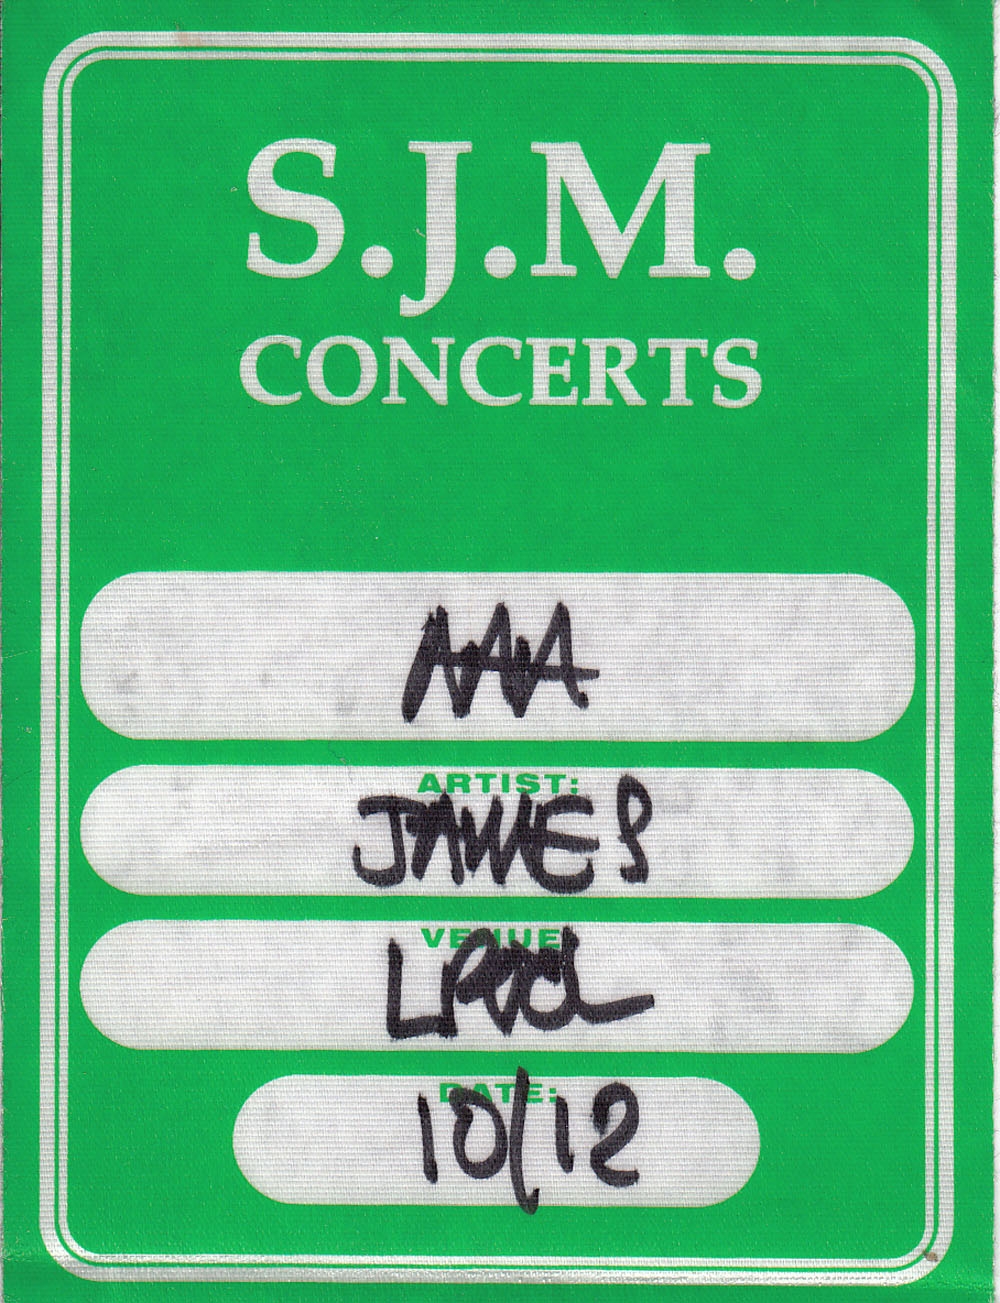 S.J.M.
CONCERTS
AAA
ARTIST:
JAMES
VENUE
LPOOL
DATE:
10/12